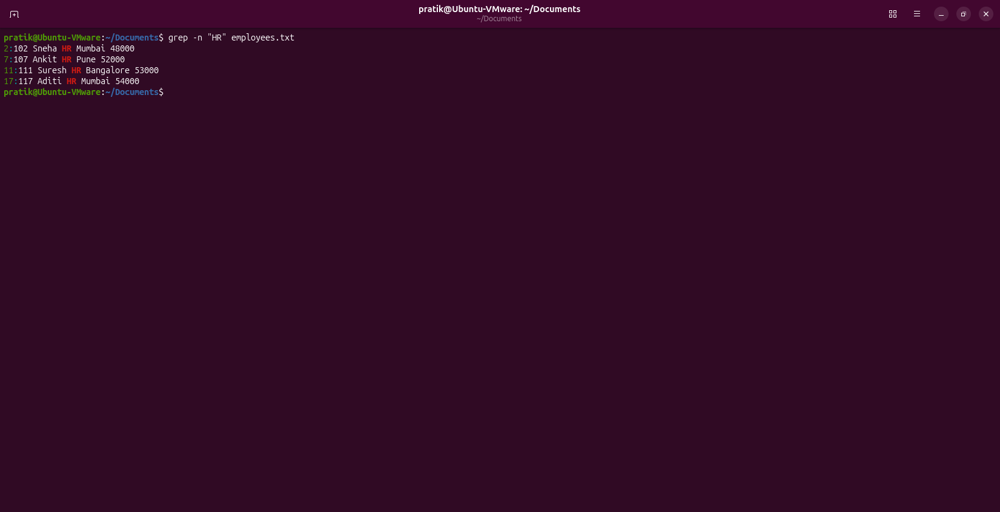 pratik@Ubuntu-VMware: ~/Documents
~/Documents
pratik@Ubuntu-VMware:~/Documents$ grep -n "HR" employees.txt
2:102 Sneha HR Mumbai 48000
7:107 Ankit HR Pune 52000
11:111 Suresh HR Bangalore 53000
17:117 Aditi HR Mumbai 54000
pratik@Ubuntu-VMware:~/Documents$